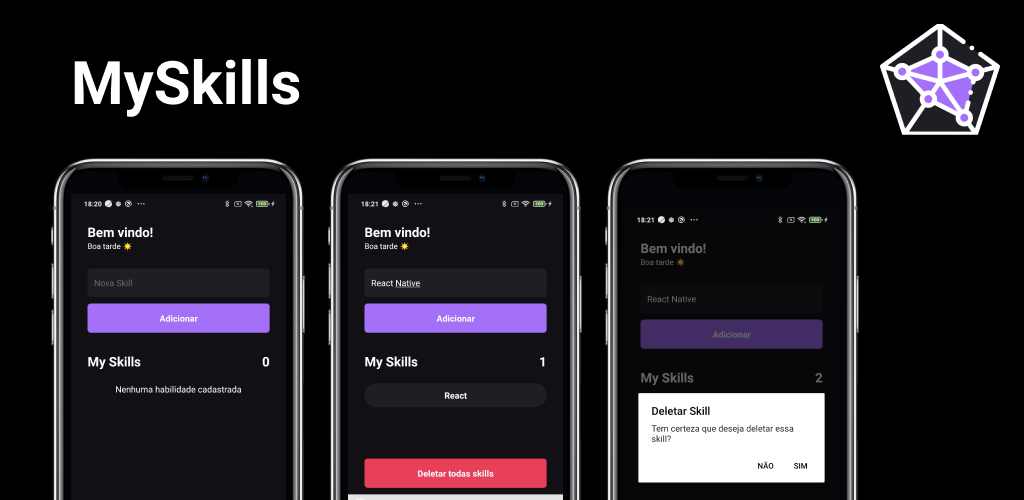 MySkills
18:20
Bem vindo!
Boa tarde
Nova Skill
Adicionar
My Skills 0
Nenhuma habilidade cadastrada
18:21
Bem vindo!
Boa tarde
React Native
Adicionar
My Skills 1
React
Deletar todas skills
18:21
Bem vindo!
Boa tarde
React Native
Adicionar
My Skills 2
Deletar Skill
Tem certeza que deseja deletar essa
skill?
NÃO SIM